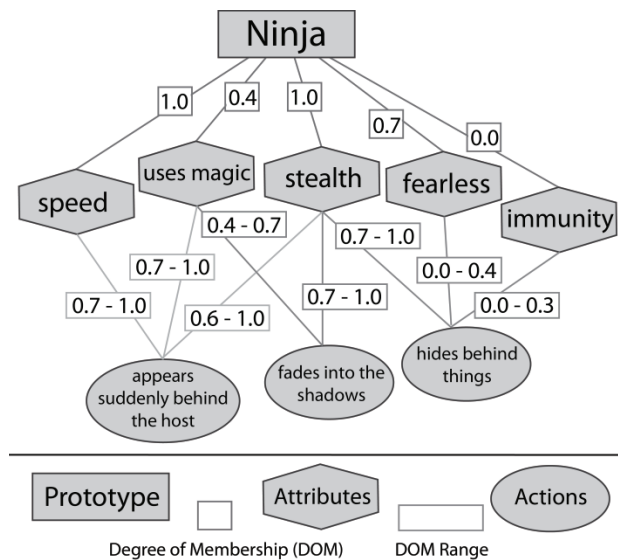 Ninja
1.0
0.4
1.0
0.7
0.0
speed
uses magic
stealth
fearless
immunity
0.4 - 0.7
0.7 - 1.0
0.7 - 1.0
0.0 - 0.4
0.7 - 1.0
0.6 - 1.0
0.7 - 1.0
0.0 - 0.3
appears
suddenly behind
the host
fades into the
shadows
hides behind
things
Prototype
Attributes
Actions
Degree of Membership (DOM)
DOM Range